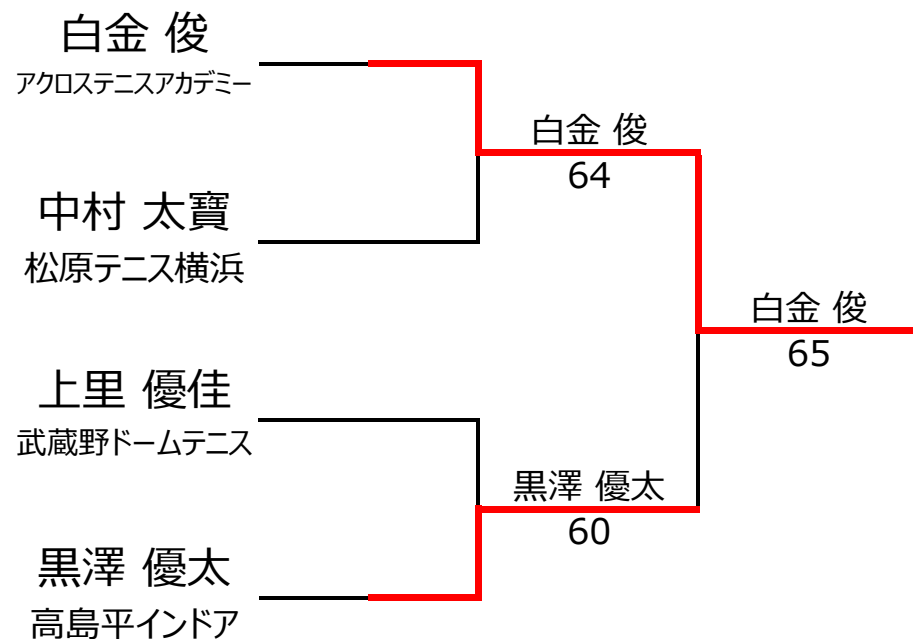 白金 俊
アクロステニスアカデミー
中村 太寶
松原テニス横浜
上里 優佳
武蔵野ドームテニス
黒澤 優太
高島平インドア
白金 俊
64
黒澤 優太
60
白金 俊
65